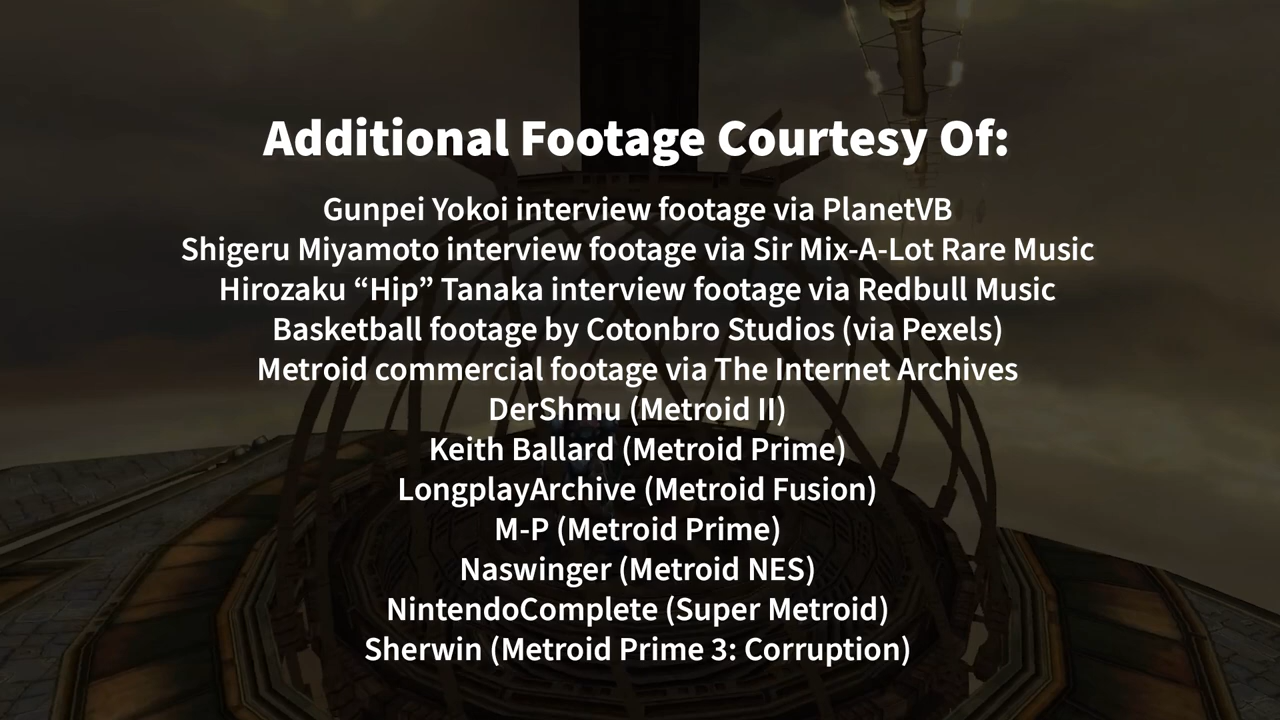 Additional Footage Courtesy Of:
Gunpei Yokoi interview footage via PlanetVB
Shigeru Miyamoto interview footage via Sir Mix-A-Lot Rare Music
Hirozaku “Hip” Tanaka interview footage via Redbull Music
Basketball footage by Cotonbro Studios (via Pexels)
Metroid commercial footage via The Internet Archives
DerShmu (Metroid II)
Keith Ballard (Metroid Prime)
LongplayArchive (Metroid Fusion)
M-P (Metroid Prime)
Naswinger (Metroid NES)
NintendoComplete (Super Metroid)
Sherwin (Metroid Prime 3: Corruption)